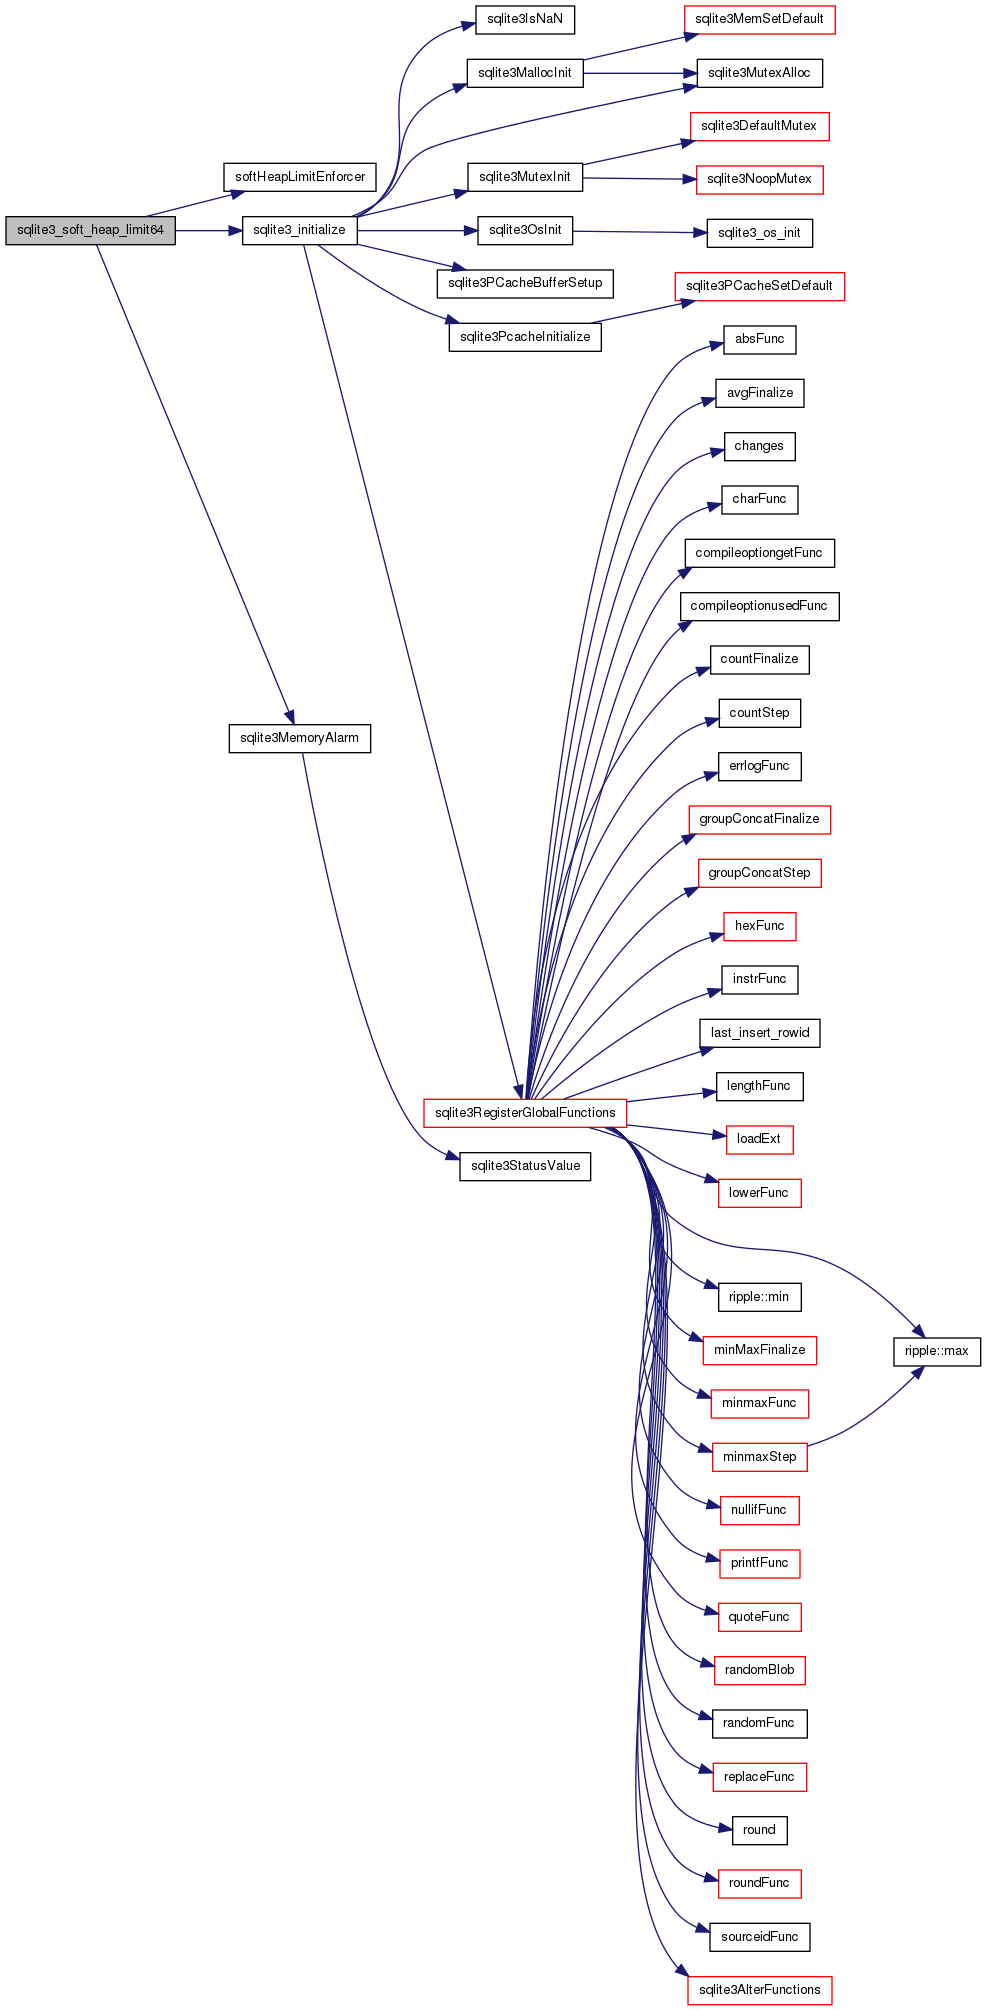 sqlite3IsNaN
sqlite3MemSetDefault
sqlite3MallocInit
sqlite3MutexAlloc
sqlite3DefaultMutex
softHeapLimitEnforcer
sqlite3MutexInit
sqlite3NoopMutex
sqlite3_soft_heap_limit64
sqlite3_initialize
sqlite3OsInit
sqlite3_os_init
sqlite3PCacheBufferSetup
sqlite3PCacheSetDefault
sqlite3PcacheInitialize
absFunc
avgFinalize
changes
charFunc
compileoptiongetFunc
compileoptionusedFunc
countFinalize
countStep
sqlite3MemoryAlarm
errlogFunc
groupConcatFinalize
groupConcatStep
hexFunc
instrFunc
last_insert_rowid
lengthFunc
sqlite3RegisterGlobalFunctions
loadExt
sqlite3StatusValue
lowerFunc
ripple::min
minMaxFinalize
ripple::max
minmaxFunc
minmaxStep
nullifFunc
printfFunc
quoteFunc
randomBlob
randomFunc
replaceFunc
round
roundFunc
sourceidFunc
sqlite3AlterFunctions